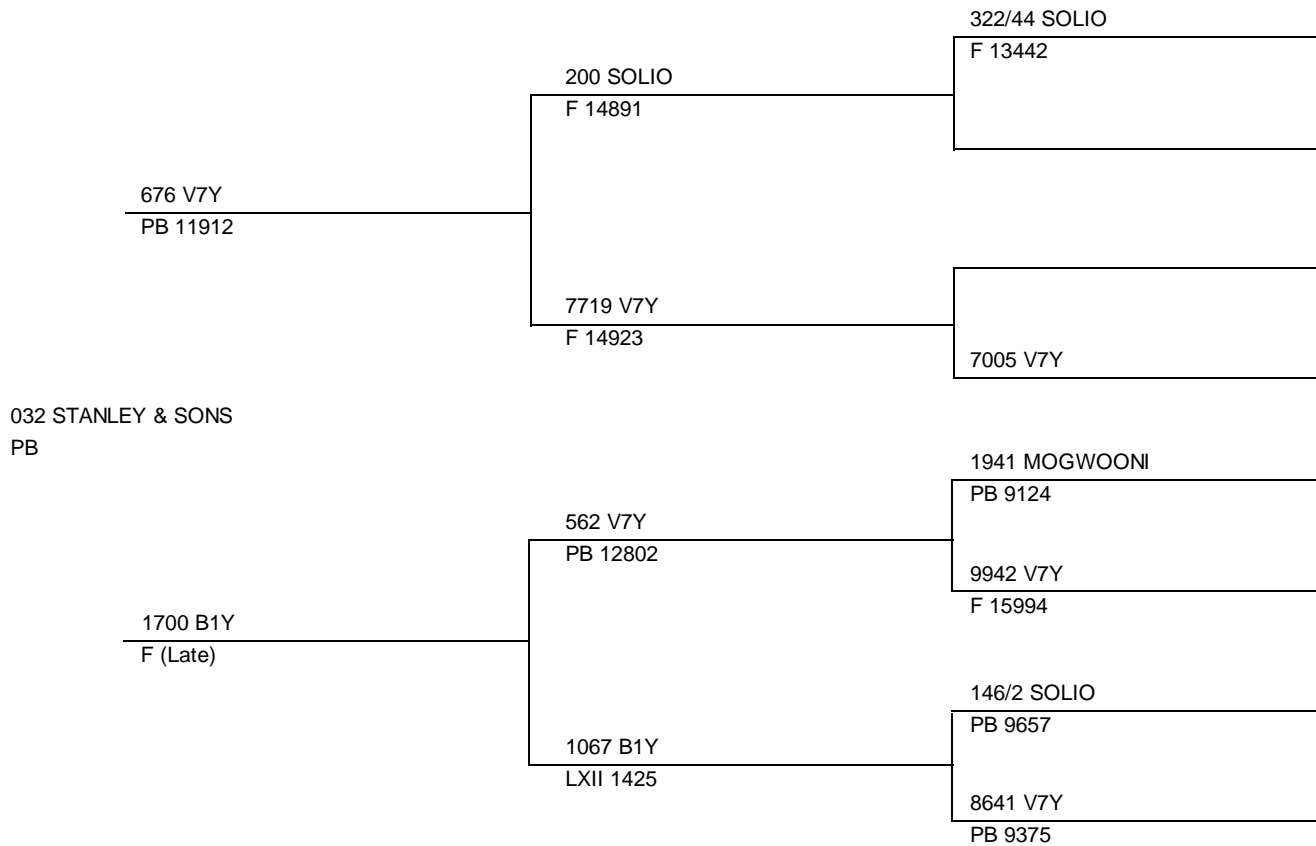 322/44 SOLIO
F 13442
200 SOLIO
F 14891
676 V7Y
PB 11912
7719 V7Y
F 14923
7005 V7Y
032 STANLEY & SONS
PB
1941 MOGWOONI
PB 9124
562 V7Y
PB 12802
9942 V7Y
F 15994
1700 B1Y
F (Late)
146/2 SOLIO
PB 9657
1067 B1Y
LXII 1425
8641 V7Y
PB 9375